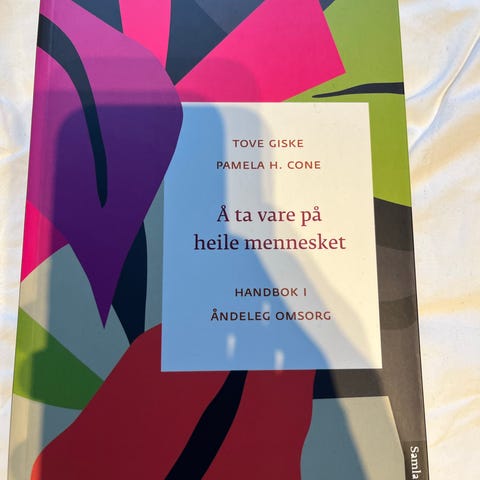 TOVE GISKE
PAMELA H. CONE
Å ta vare på
heile mennesket
HANDBOK I
ÅNDELEG OMSORG